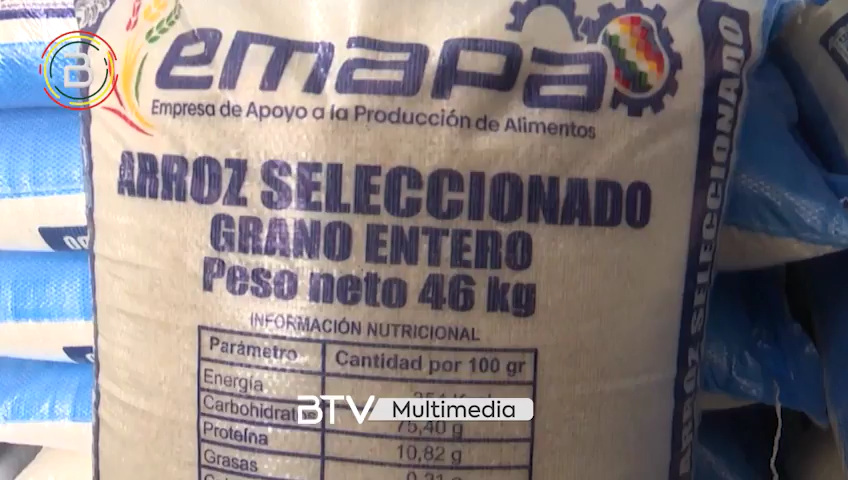 B
emapa
Empresa de Apoyo a la Producción de Alimentos
ARROZ SELECCIONADO
GRANO ENTERO
Peso neto 46 kg
INFORMACIÓN NUTRICIONAL
Parámetro Cantidad por 100 gr
Energía
Carbohidrat
75,40 g
Proteína 10,82 g
Grasas
ARROZ SELECCIONADO
BTV Multimedia